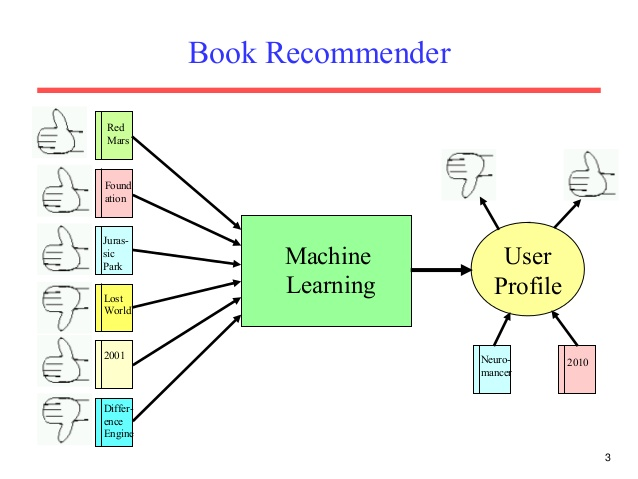 Book Recommender
Red
Mars
Found
ation
Juras-
sic
Park
Lost
World
2001
Differ-
ence
Engine
Machine
Learning
User
Profile
Neuro-
mancer
2010
3